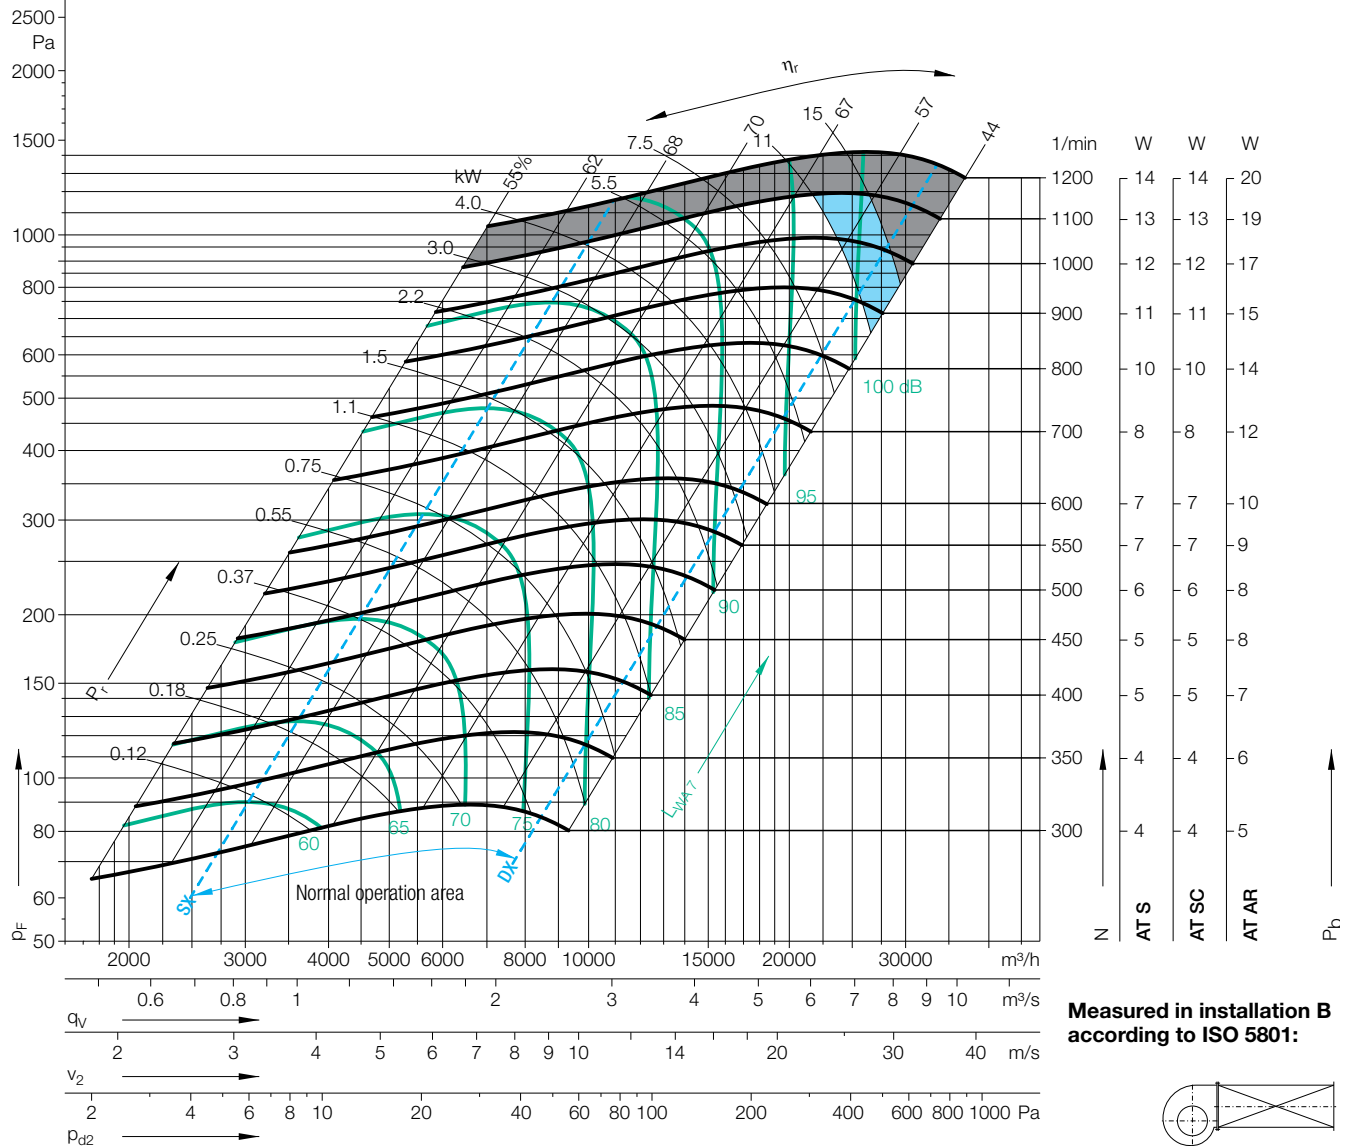 2500
Pa
2000
1500
1000
800
600
500
400
300
200
150
100
80
60
50
pF
ηr
kW
55%
62
68
70
67
57
44
15
11
7.5
5.5
4.0
3.0
2.2
1.5
1.1
0.75
0.55
0.37
0.25
0.18
0.12
Pr
100 dB
95
90
85
80
75
70
65
60
LWA 7
SX
DX
Normal operation area
1/min W W W
1200 14 14 20
1100 13 13 19
1000 12 12 17
900 11 11 15
800 10 10 14
700 8 8 12
600 7 7 10
550 7 7 9
500 6 6 8
450 5 5 8
400 5 5 7
350 4 4 6
300 4 4 5
N AT S AT SC AT AR Pb
2000 3000 4000 5000 6000 8000 10000 15000 20000 30000 m³/h
0.6 0.8 1 2 3 4 5 6 7 8 9 10 m³/s
qV
2 3 4 5 6 7 8 9 10 14 20 30 40 m/s
v2
2 4 6 8 10 20 40 60 80 100 200 400 600 800 1000 Pa
pd2
Measured in installation B
according to ISO 5801: